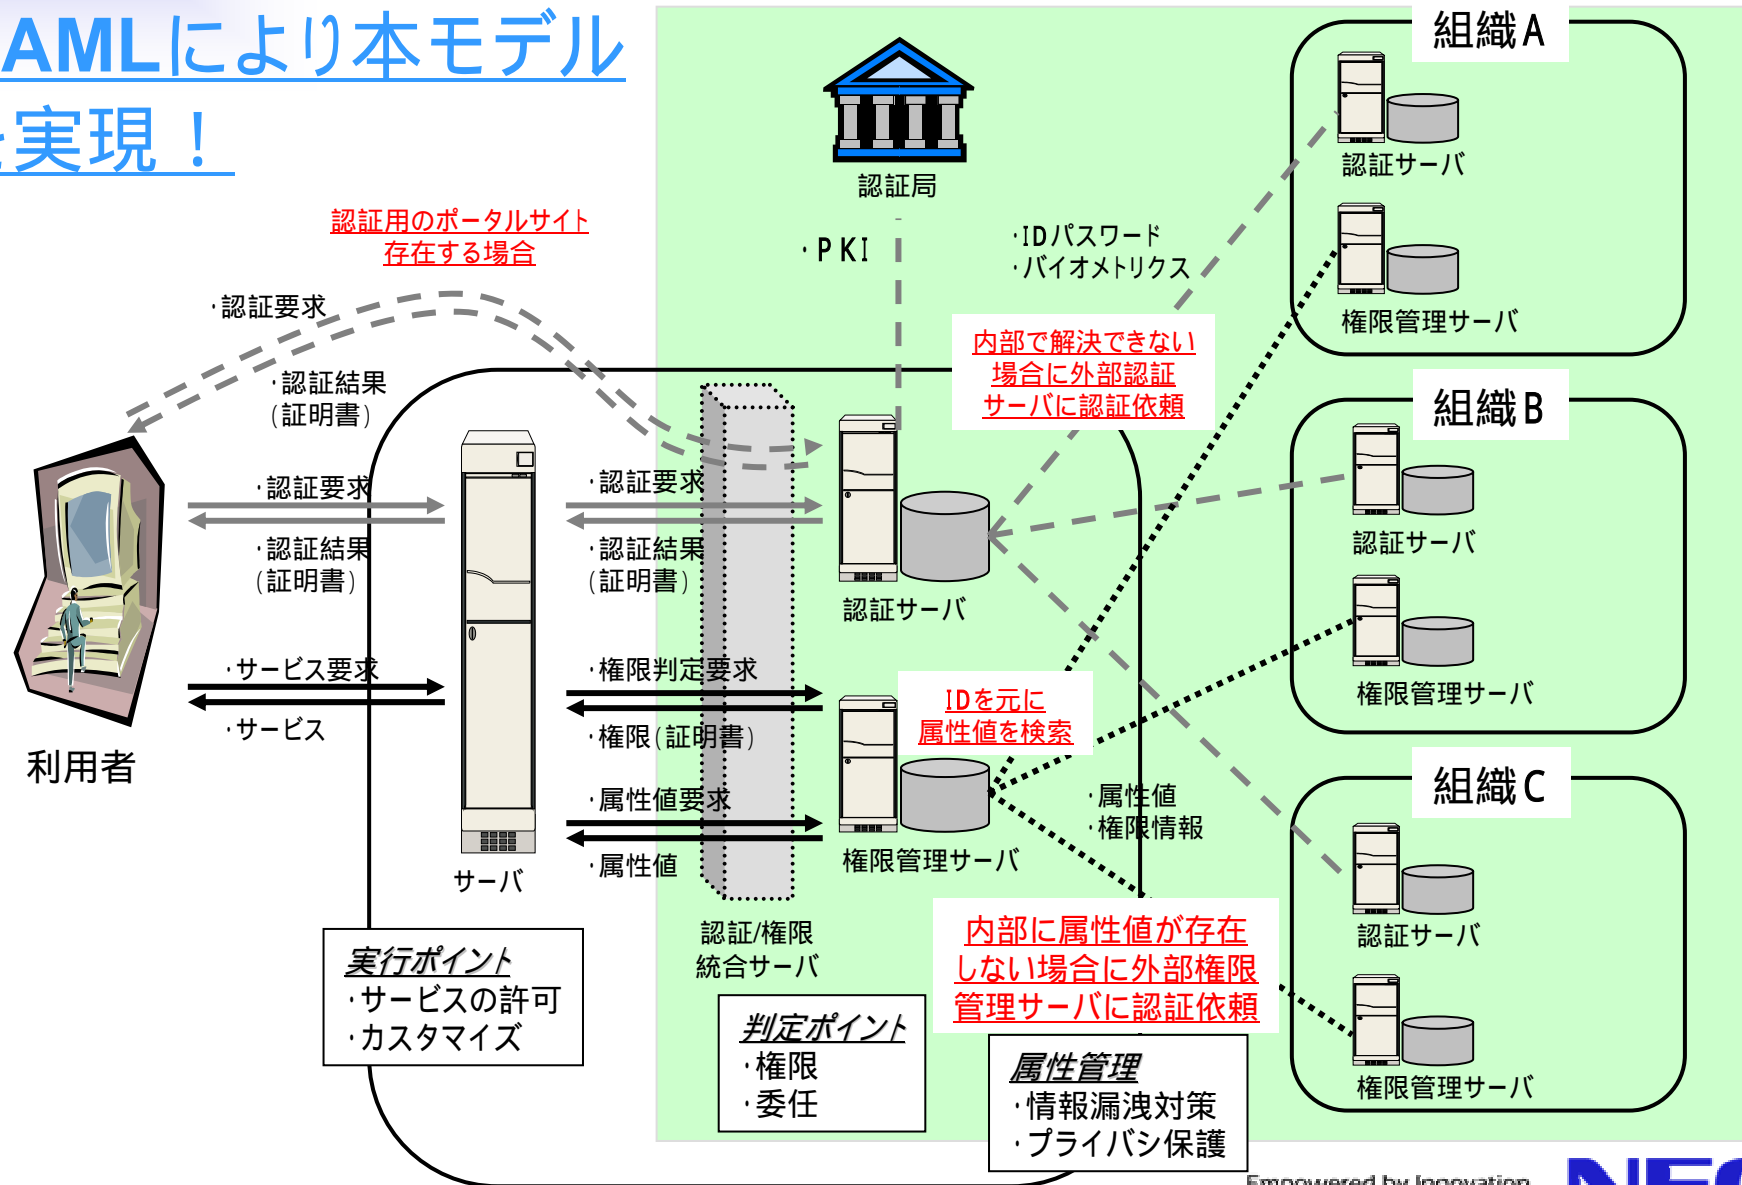 AMLにより本モデル
を実現！
組織A
認証サーバ
権限管理サーバ
認証局
・PKI
・IDパスワード
・バイオメトリクス
認証用のポータルサイト
存在する場合
・認証要求
・認証結果
(証明書)
内部で解決できない
場合に外部認証
サーバに認証依頼
組織B
認証サーバ
権限管理サーバ
・認証要求
・認証結果
(証明書)
・認証要求
・認証結果
(証明書)
認証サーバ
・サービス要求
・サービス
利用者
・権限判定要求
・権限(証明書)
・属性値要求
・属性値
サーバ
IDを元に
属性値を検索
権限管理サーバ
・属性値
・権限情報
組織C
認証サーバ
権限管理サーバ
認証/権限
統合サーバ
内部に属性値が存在
しない場合に外部権限
管理サーバに認証依頼
実行ポイント
・サービスの許可
・カスタマイズ
判定ポイント
・権限
・委任
属性管理
・情報漏洩対策
・プライバシ保護
Empowered by Innovation
NEC